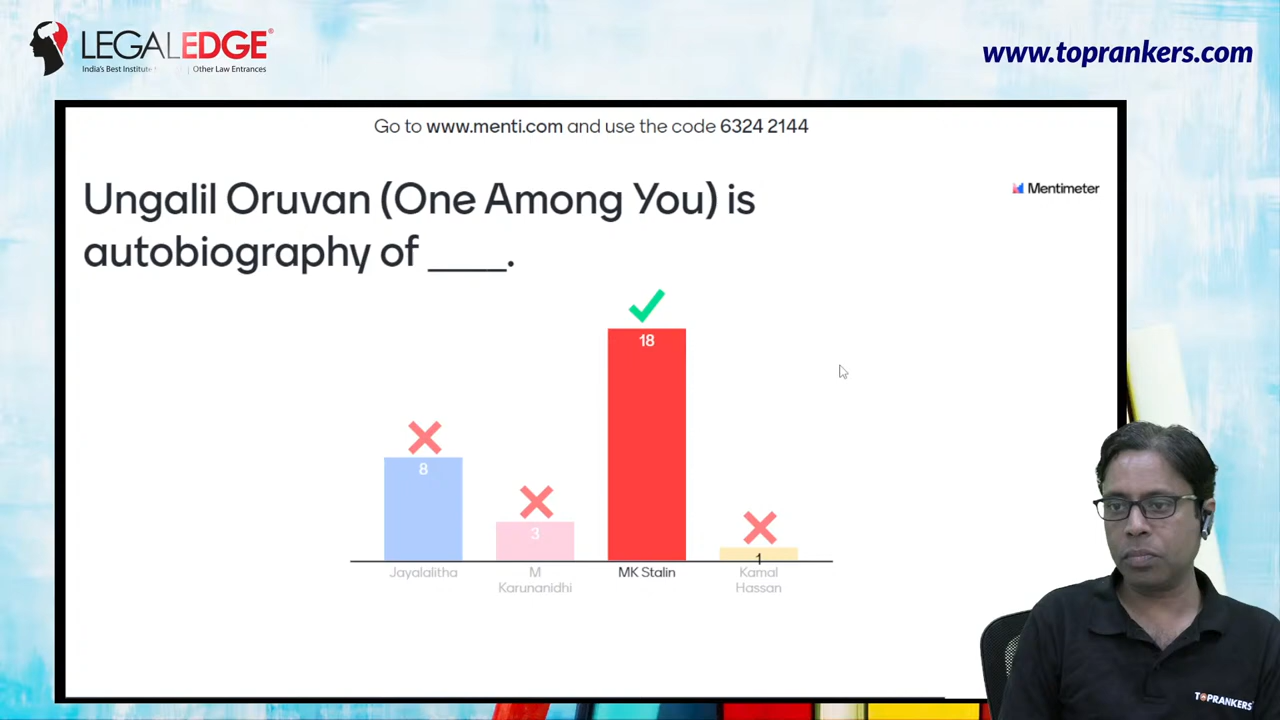 LEGALEDGE
India's Best Institute
Other Law Entrances
www.toprankers.com
Go to www.menti.com and use the code 6324 2144
Mentimeter
Ungalil Oruvan (One Among You) is
autobiography of ____.
8
3
18
1
Jayalalitha
M
Karunanidhi
MK Stalin
Kamal
Hassan
TOPRANKERS